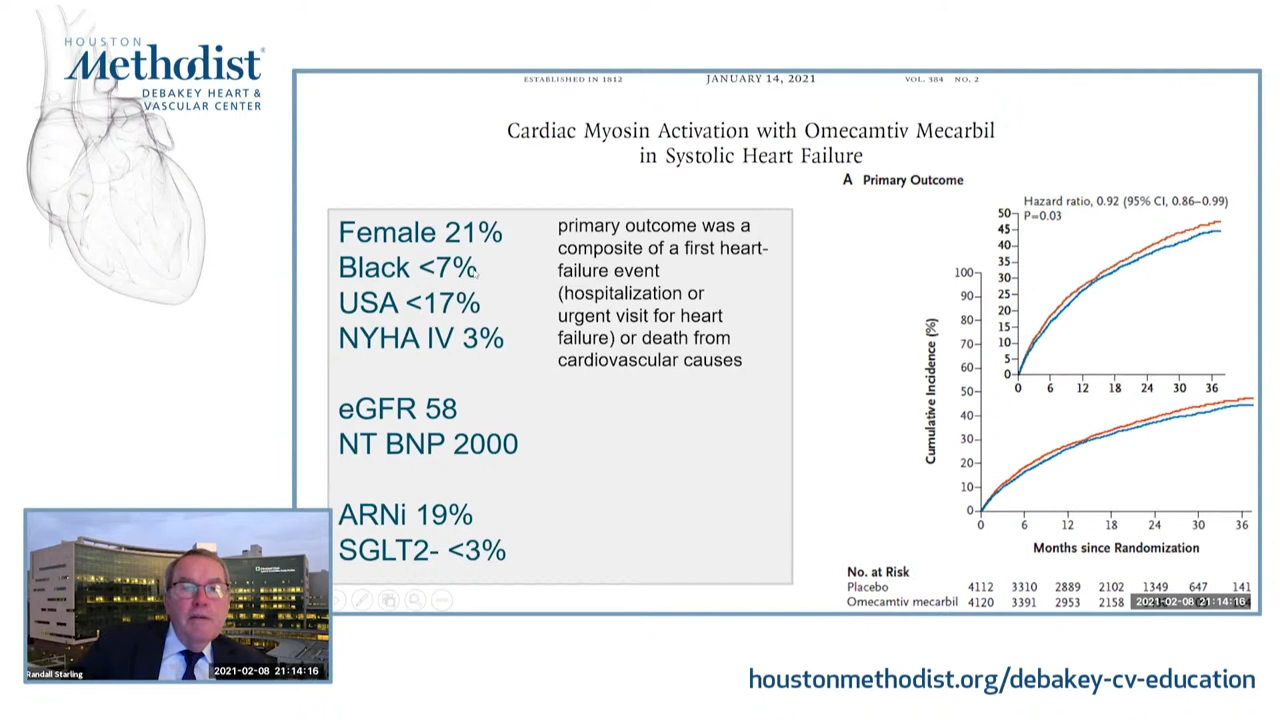 HOUSTON
Methodist
DEBAKEY HEART &
VASCULAR CENTER
ESTABLISHED IN 1812 JANUARY 14, 2021 VOL. 384 NO. 2
Cardiac Myosin Activation with Omecamtiv Mecarbil
in Systolic Heart Failure
Female 21%
Black <7%
USA <17%
NYHA IV 3%
eGFR 58
NT BNP 2000
ARNi 19%
SGLT2- <3%
primary outcome was a
composite of a first heart-
failure event
(hospitalization or
urgent visit for heart
failure) or death from
cardiovascular causes
A Primary Outcome
Hazard ratio, 0.92 (95% CI, 0.86–0.99)
P=0.03
50
45
40
35
30
25
20
15
10
5
0
0 6 12 18 24 30 36
Cumulative Incidence (%)
100
90
80
70
60
50
40
30
20
10
0
0 6 12 18 24 30 36
Months since Randomization
No. at Risk
Placebo 4112 3310 2889 2102 1349 647 141
Omecamtiv mecarbil 4120 3391 2953 2158
2021-02-08 21:14:16
Randall Starling
2021-02-08 21:14:16
houstonmethodist.org/debakey-cv-education